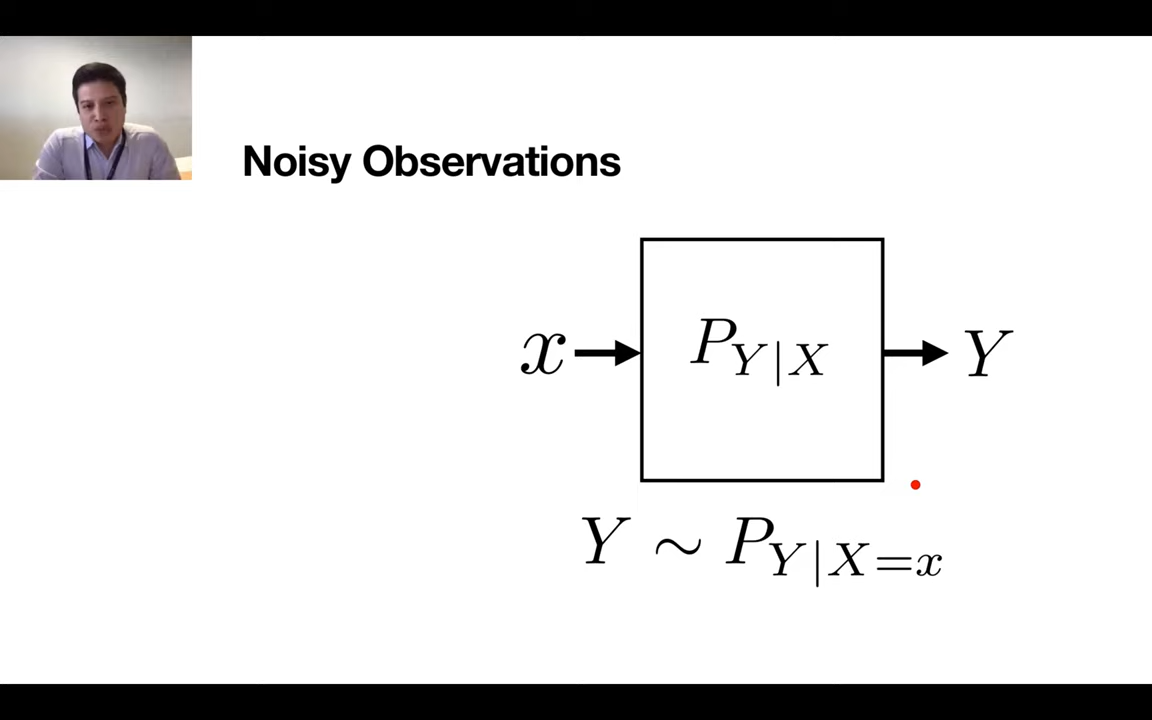 Noisy Observations
x → P_{Y|X} → Y
Y ∼ P_{Y|X=x}